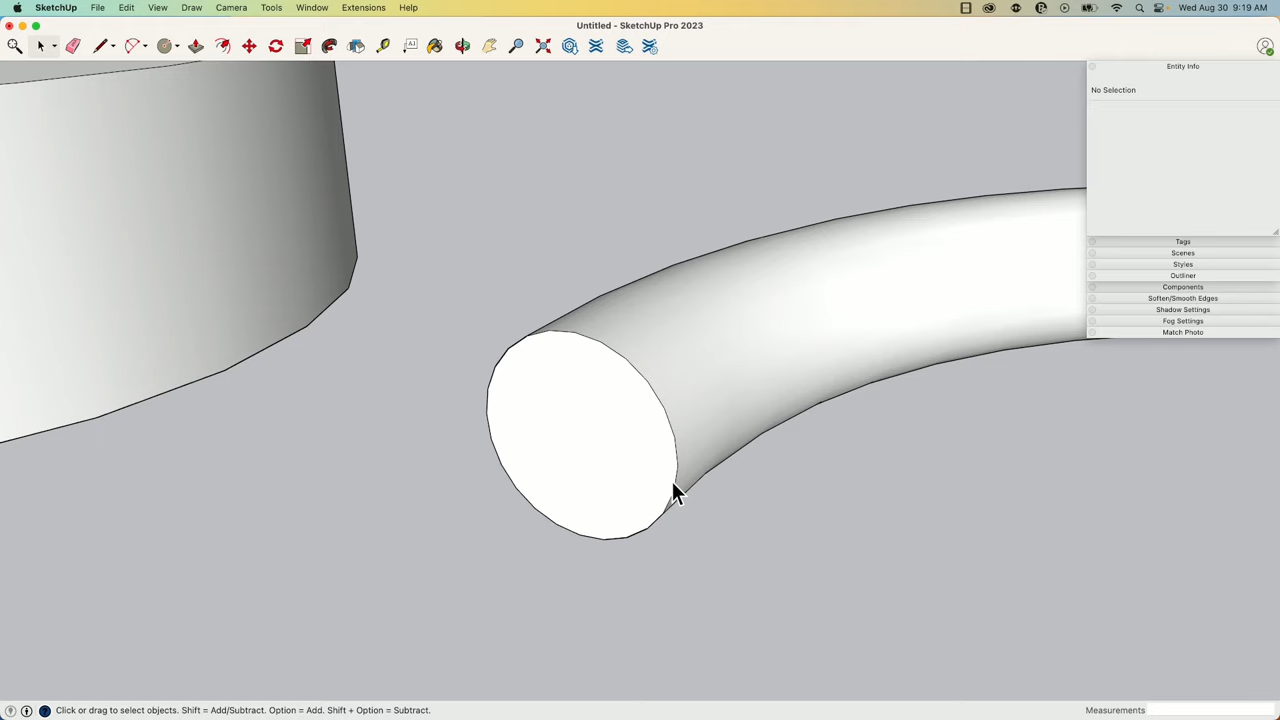 SketchUp File Edit View Draw Camera Tools Window Extensions Help Wed Aug 30 9:19 AM
Untitled - SketchUp Pro 2023
A1
Entity Info
No Selection
Tags
Scenes
Styles
Outliner
Components
Soften/Smooth Edges
Shadow Settings
Fog Settings
Match Photo
Click or drag to select objects. Shift = Add/Subtract. Option = Add. Shift + Option = Subtract. Measurements